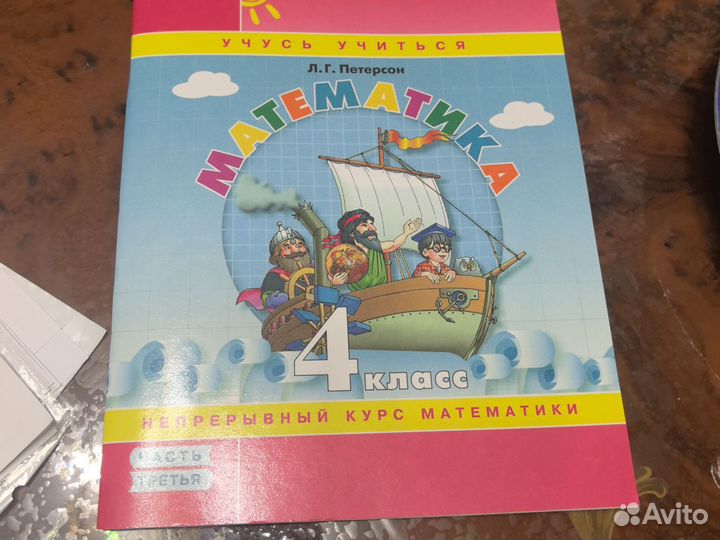 УЧУСЬ УЧИТЬСЯ
Л.Г. Петерсон
МАТЕМАТИКА
4 класс
НЕПРЕРЫВНЫЙ КУРС МАТЕМАТИКИ
ЧАСТЬ
ТРЕТЬЯ
Avito